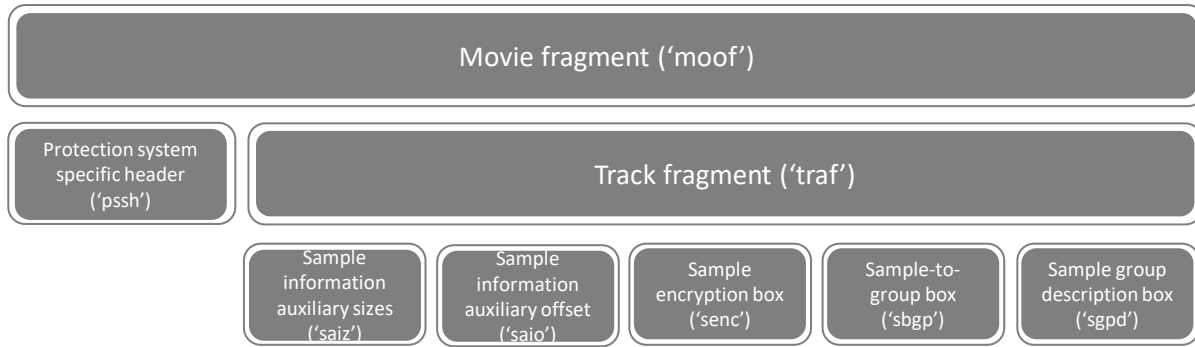 Movie fragment (‘moof’)
Protection system
specific header
(‘pssh’)
Track fragment (‘traf’)
Sample
information
auxiliary sizes
(‘saiz’)
Sample
information
auxiliary offset
(‘saio’)
Sample
encryption box
(‘senc’)
Sample-to-
group box
(‘sbgp’)
Sample group
description box
(‘sgpd’)